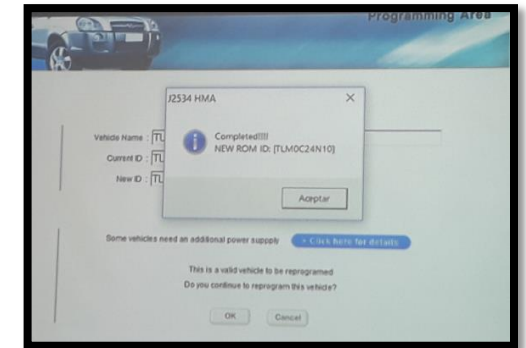 Programming Area
J2534 HMA
Completed!!!!
NEW ROM ID: [TLM0C24N10]
Vehicle Name : TL
Current ID : TL
New ID : TL
Aceptar
Some vehicles need an additional power suppply
> Click here for details
This is a valid vehicle to be reprogramed
Do you continue to reprogram this vehicle?
OK
Cancel